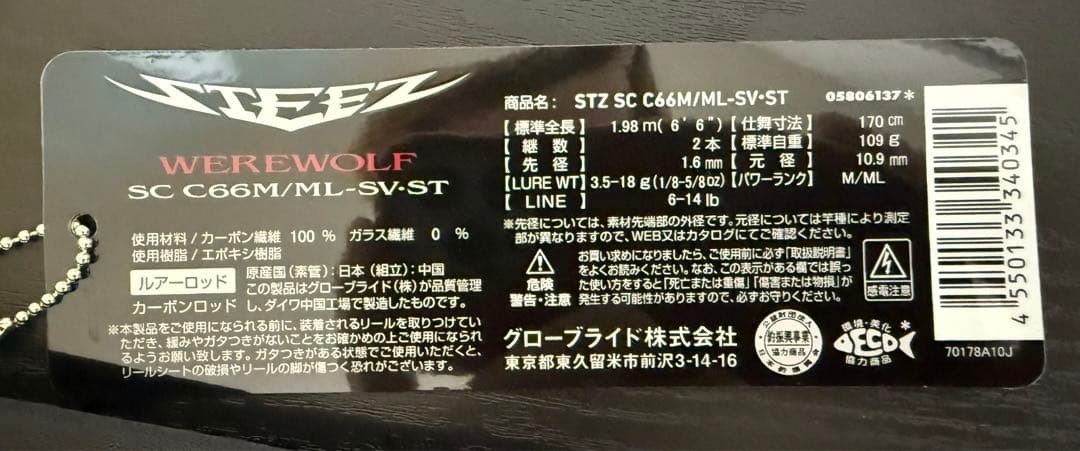 STEEZ
WEREWOLF
SC C66M/ML-SV･ST
使用材料/カーボン繊維 100 % ガラス繊維 0 %
使用樹脂/エポキシ樹脂
ルアーロッド 原産国(素管):日本(組立):中国
この製品はグローブライド(株)が品質管理
カーボンロッド し、ダイワ中国工場で製造したものです。
※本製品をご使用になられる前に、装着されるリールを取りつけていた
だき、緩みやガタつきがないことをお確かめの上ご使用になられ
るようお願い致します。ガタつきがある状態でご使用いただくと、
リールシートの破損やリールの脚が傷つく恐れがございます。
商品名: STZ SC C66M/ML-SV･ST 05806137*
【標準全長】 1.98 m( 6' 6") 【仕舞寸法】 170 cm
【継数】 2 本 【標準自重】 109 g
【先径】 1.6 mm 【元径】 10.9 mm
【LURE WT】 3.5-18 g(1/8-5/8oz) 【パワーランク】 M/ML
【LINE】 6-14 lb
※先径については、素材先端部の外径です。元径については竿種により測定
部が異なりますので、WEB又はカタログにてご確認ください。
危険
警告・注意
お買い求めになりましたら、ご使用前に必ず「取扱説明書」
をよくお読みください。なお、この表示がある欄では誤っ
た使い方をすると「死亡または重傷」「傷害または物損」が
発生する可能性がありますので、必ずお守りください。
感電注意
グローブライド株式会社
東京都東久留米市前沢3-14-16
公益財団法人
協力商品
環境・美化
ECO
協力商品
4 550133 340345
70178A10J